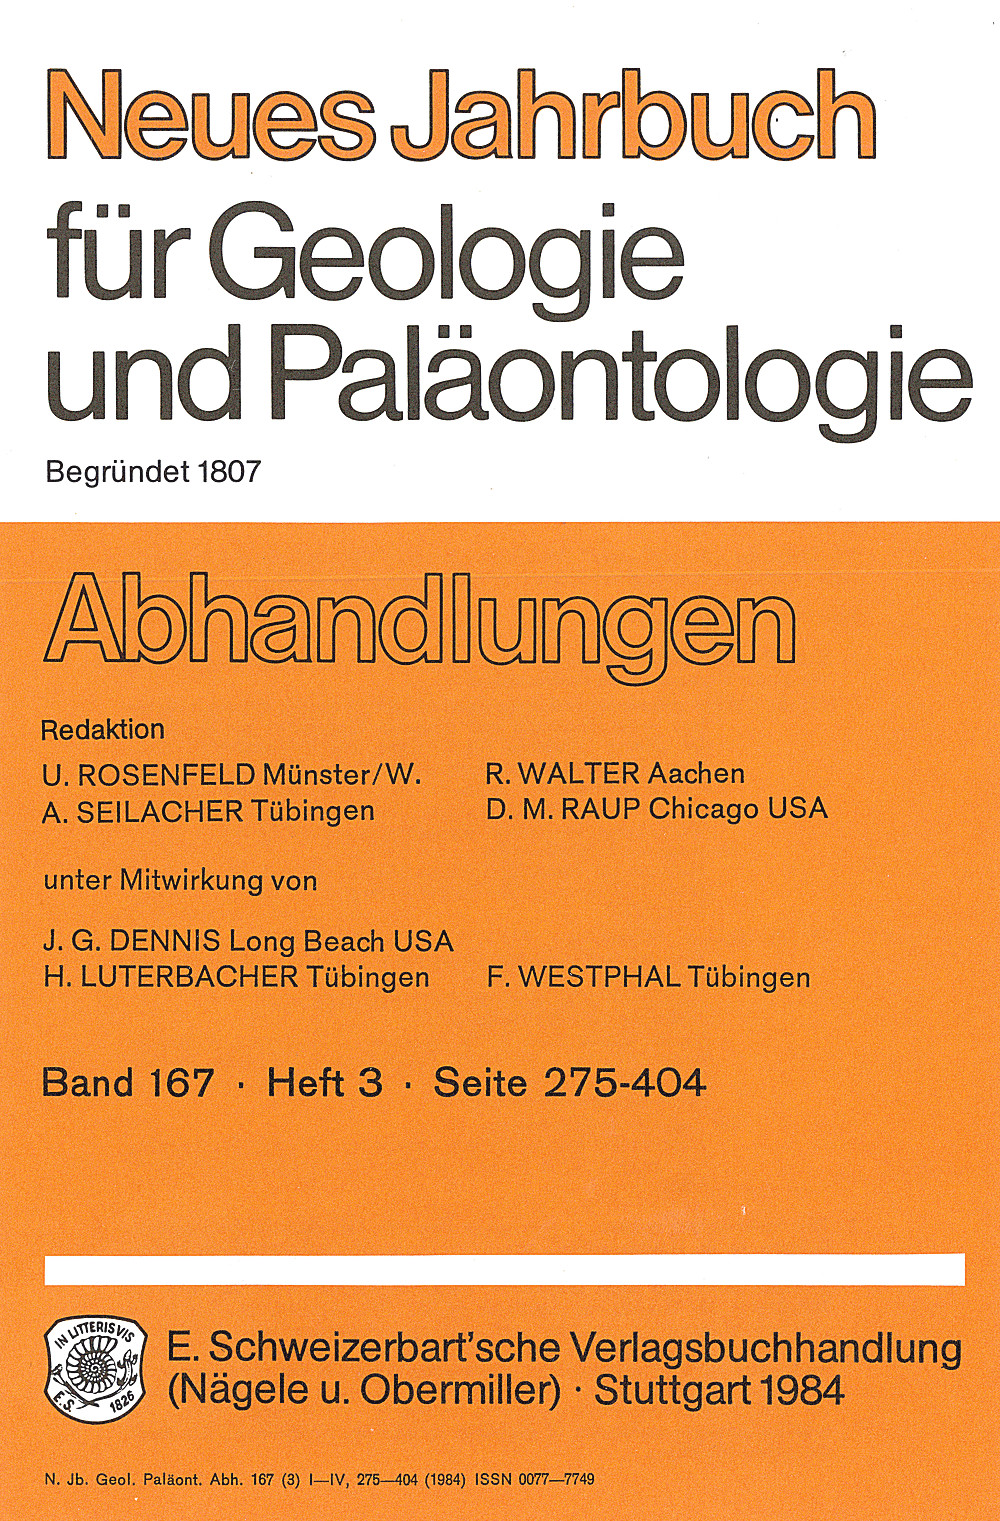 Neues Jahrbuch
für Geologie
und Paläontologie
Begründet 1807
Abhandlungen
Redaktion
U. ROSENFELD Münster/W.
R. WALTER Aachen
A. SEILACHER Tübingen
D. M. RAUP Chicago USA
unter Mitwirkung von
J. G. DENNIS Long Beach USA
H. LUTERBACHER Tübingen
F. WESTPHAL Tübingen
Band 167 · Heft 3 · Seite 275-404
IN LITTERIS VIS
E. S. 1826
E. Schweizerbart'sche Verlagsbuchhandlung
(Nägele u. Obermiller) · Stuttgart 1984
N. Jb. Geol. Paläont. Abh. 167 (3) I—IV, 275—404 (1984) ISSN 0077—7749